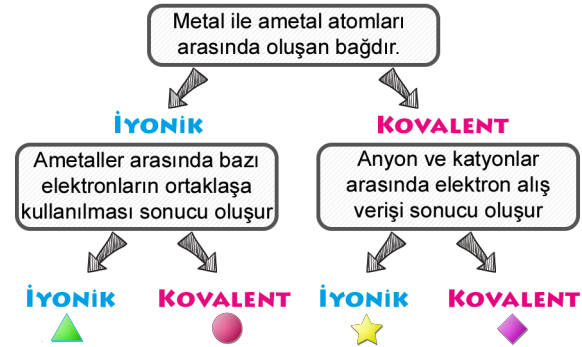 Metal ile ametal atomları
arasında oluşan bağdır.
İYONİK
KOVALENT
Ametaller arasında bazı
elektronların ortaklaşa
kullanılması sonucu oluşur
Anyon ve katyonlar
arasında elektron alış
verişi sonucu oluşur
İYONİK
KOVALENT
İYONİK
KOVALENT